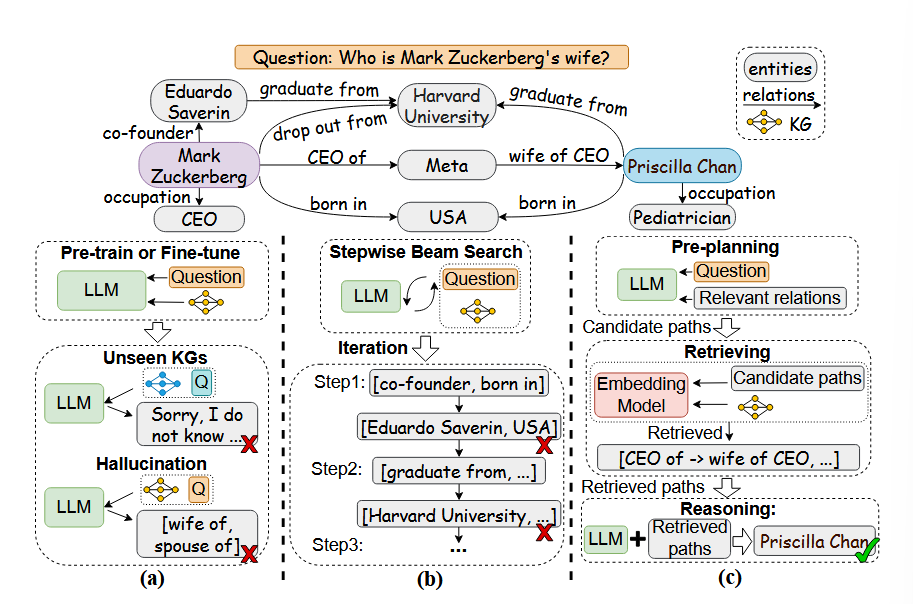 Question: Who is Mark Zuckerberg's wife?
entities
relations
KG
Eduardo
Saverin
graduate from
Harvard
University
graduate from
co-founder
drop out from
Mark
Zuckerberg
CEO of
Meta
wife of CEO
Priscilla Chan
occupation
CEO
born in
USA
born in
occupation
Pediatrician
Pre-train or Fine-tune
LLM
Question
Unseen KGs
LLM
Q
Sorry, I do
not know ...
Hallucination
LLM
Q
[wife of,
spouse of]
(a)
Stepwise Beam Search
LLM
Question
Iteration
Step1:
[co-founder, born in]
[Eduardo Saverin, USA]
Step2:
[graduate from, ...]
[Harvard University, ...]
Step3:
...
(b)
Pre-planning
LLM
Question
Relevant relations
Candidate paths
Retrieving
Embedding
Model
Candidate paths
Retrieved
[CEO of -> wife of CEO, ...]
Retrieved paths
Reasoning:
LLM
+
Retrieved
paths
Priscilla Chan
(c)